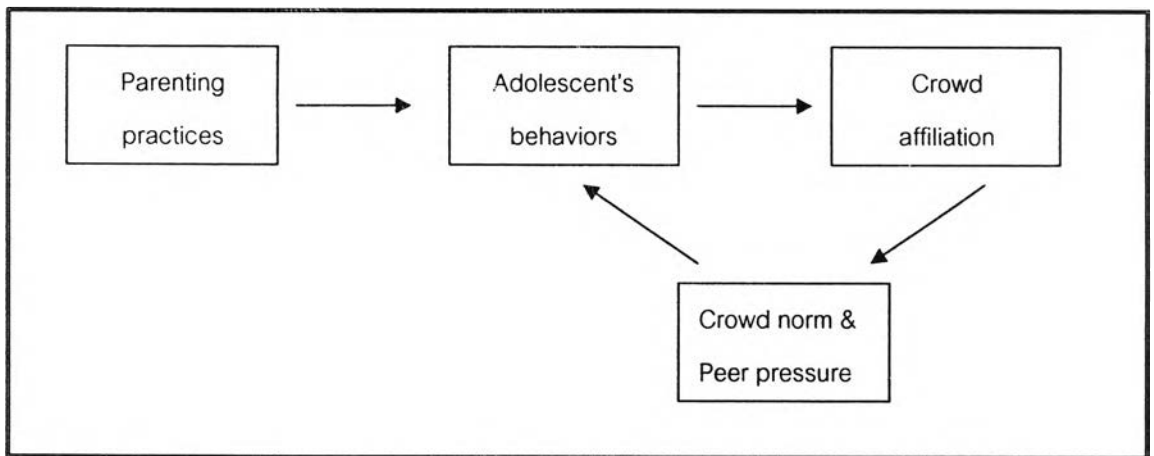 Parenting
practices
Adolescent's
behaviors
Crowd
affiliation
Crowd norm &
Peer pressure